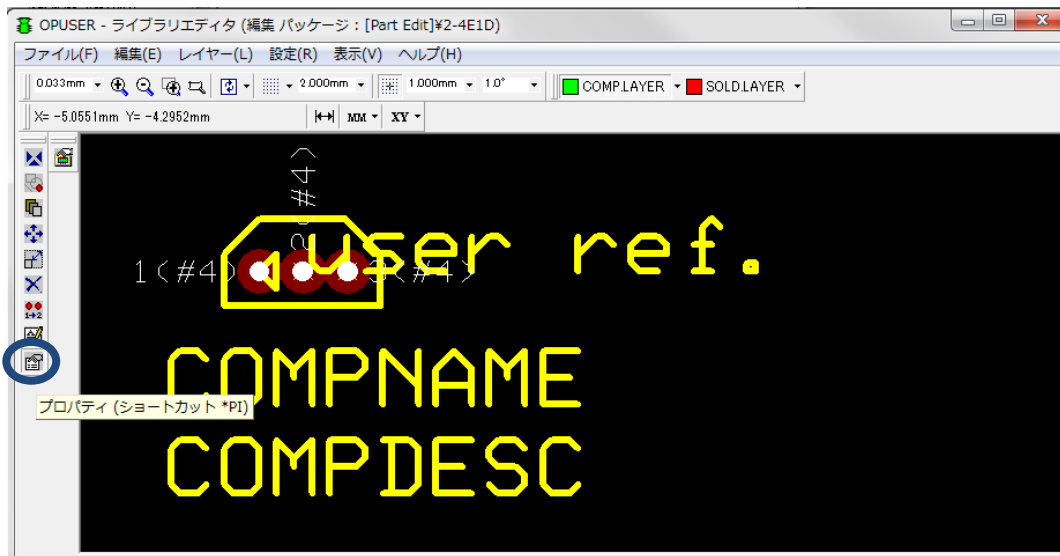 OPUSER - ライブラリエディタ (編集 パッケージ : [Part Edit]¥2-4E1D)
ファイル(F) 編集(E) レイヤー(L) 設定(R) 表示(V) ヘルプ(H)
0.033mm 2.000mm 1.000mm 1.0° COMP.LAYER SOLD.LAYER
X= -5.0551mm Y= -4.2952mm MM XY
2(#4)
user ref.
1(#4) 3(#4)
1→2
COMPNAME
プロパティ (ショートカット *PI)
COMPDESC